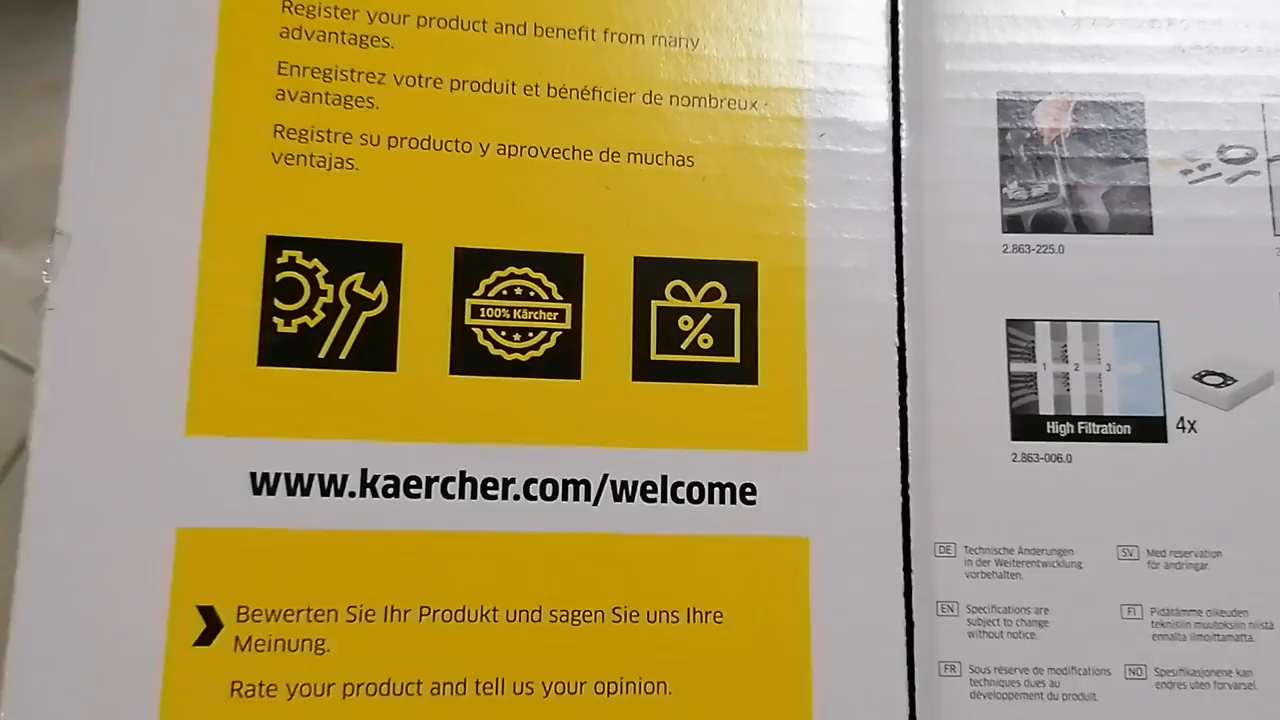 Register your product and benefit from many
advantages.
Enregistrez votre produit et bénéficier de nombreux
avantages.
Registre su producto y aproveche de muchas
ventajas.
100% Kärcher
%
www.kaercher.com/welcome
Bewerten Sie Ihr Produkt und sagen Sie uns Ihre
Meinung.
Rate your product and tell us your opinion.
2.863-225.0
1 2 3
High Filtration
4x
2.863-006.0
DE Technische Änderungen
in der Weiterentwicklung
vorbehalten.
EN Specifications are
subject to change
without notice.
FR Sous réserve de modifications
techniques dues au
développement du produit.
SV Med reservation
för ändringar.
FI Pidätämme oikeuden
teknisiin muutoksiin niistä
ennalta ilmoittamatta.
NO Spesifikasjonene kan
endres uten forvarsel.